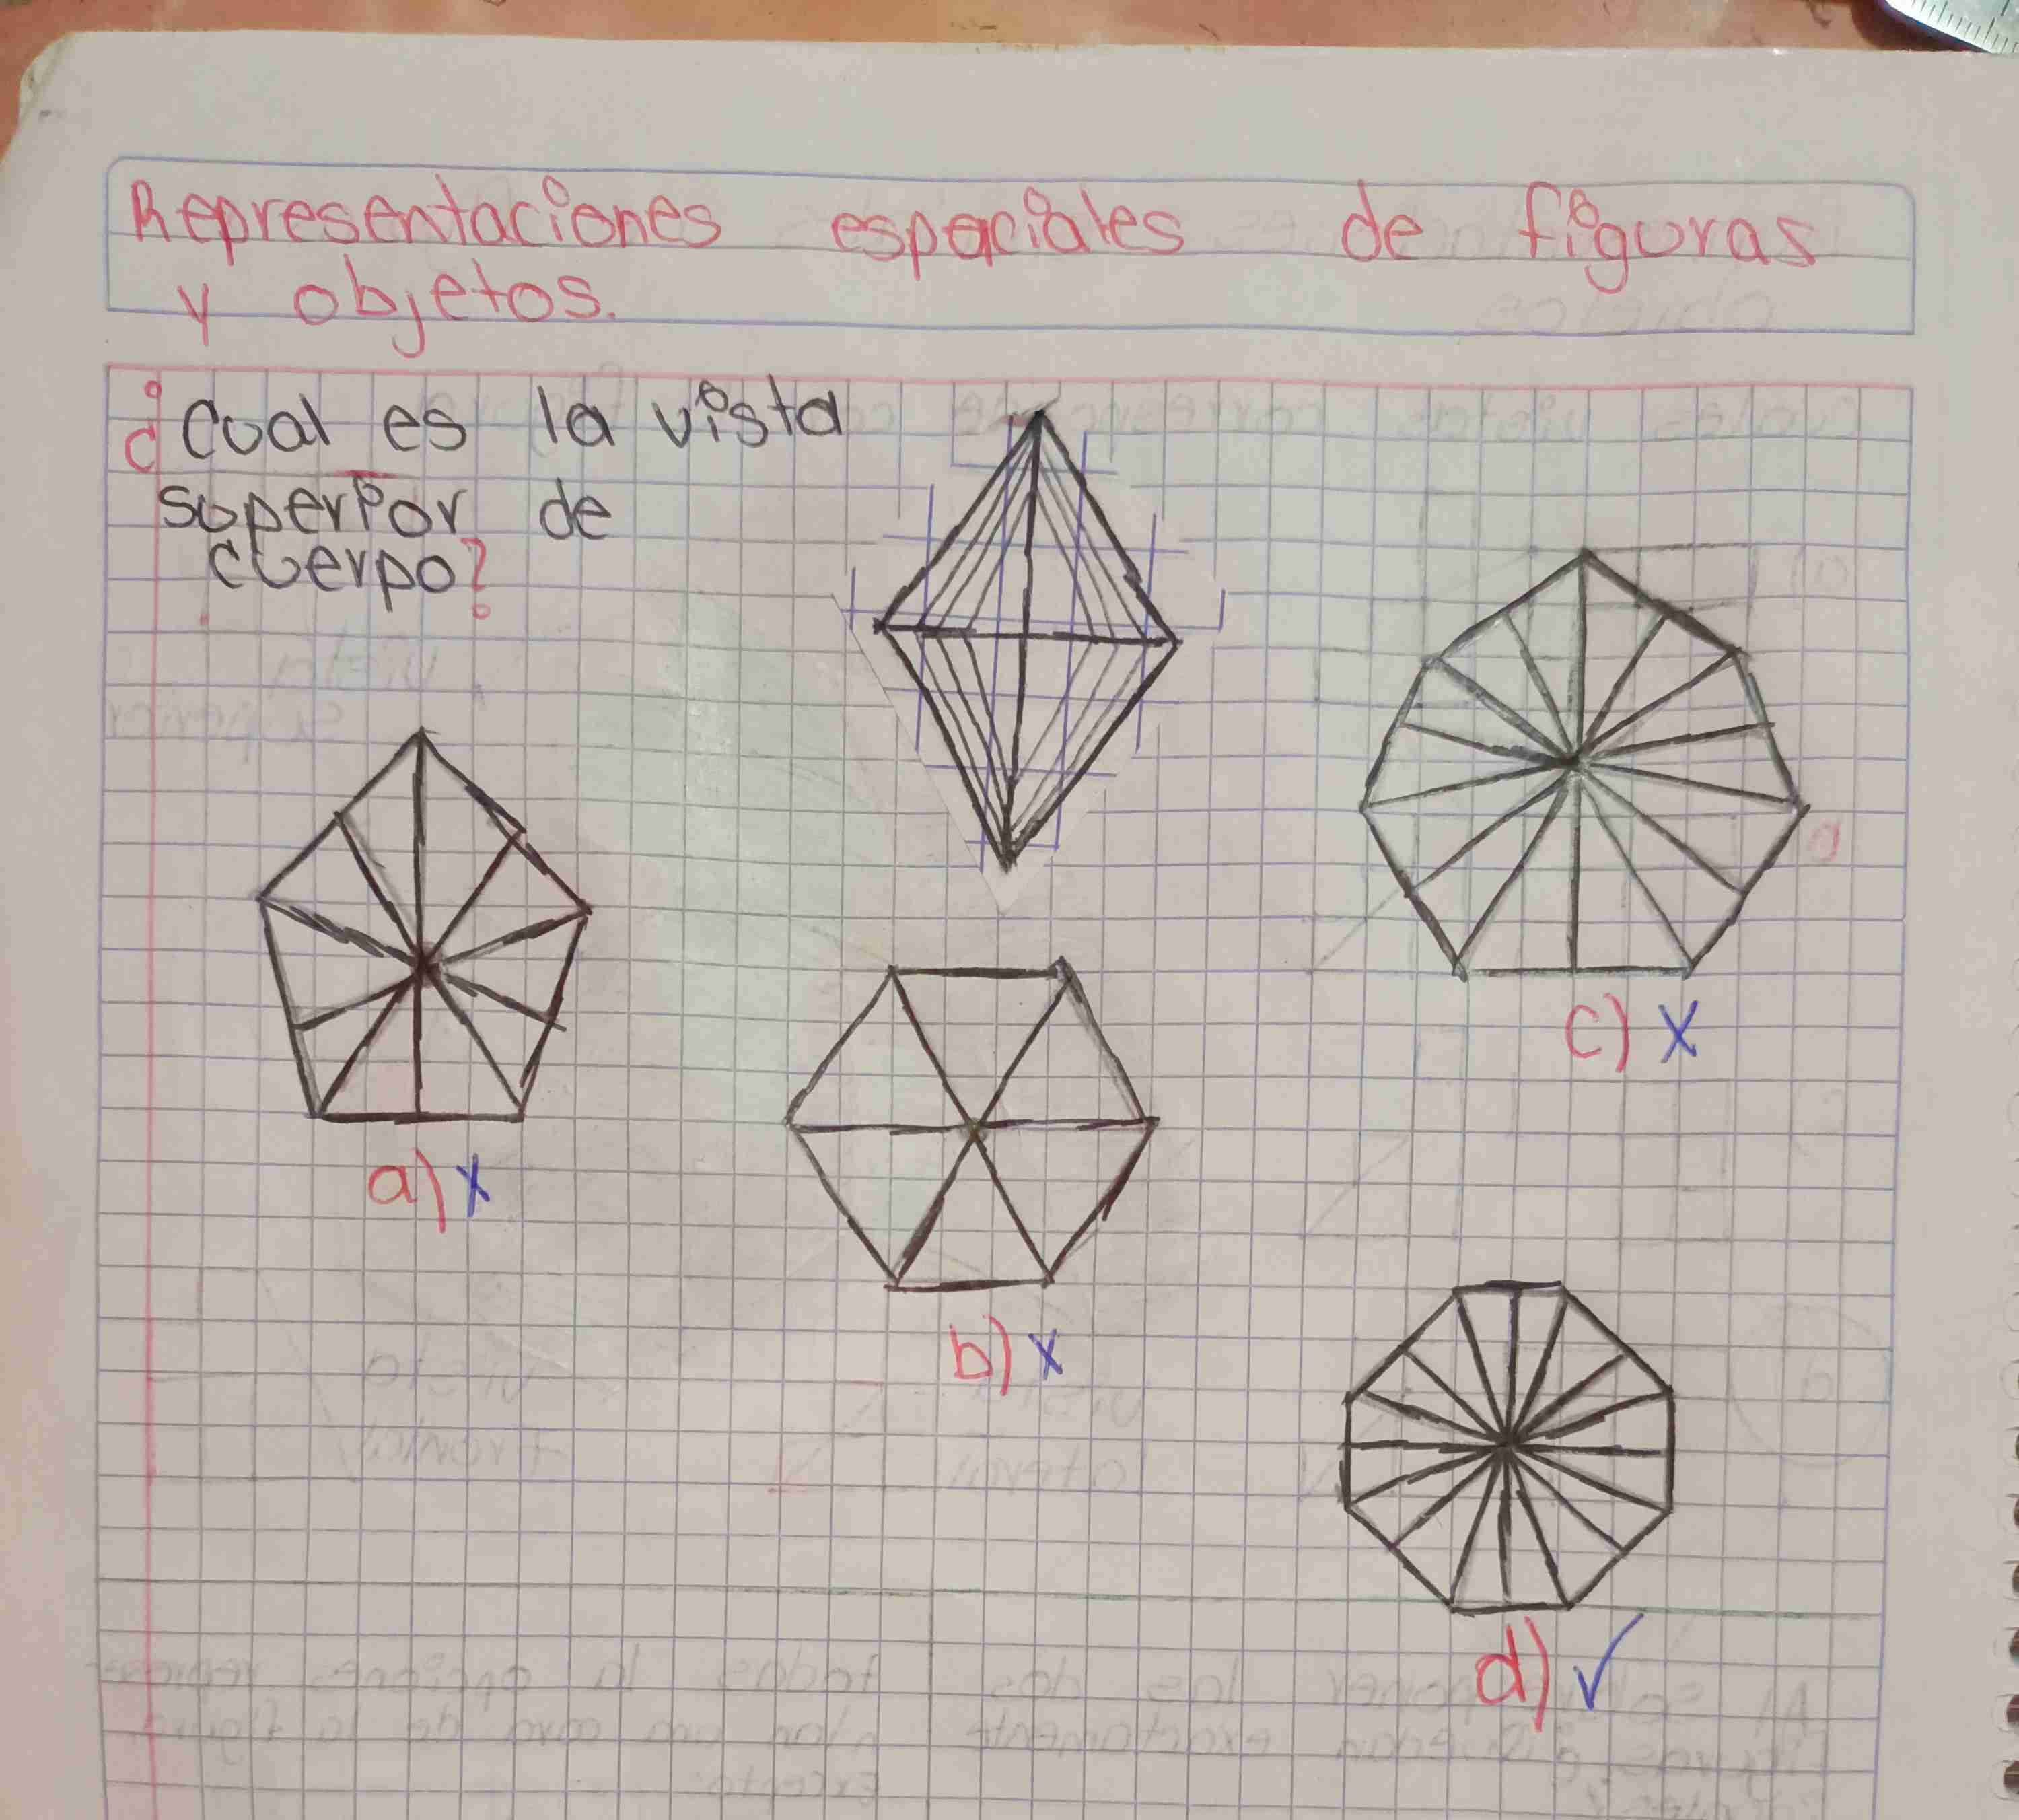 Representaciones espaciales de figuras
y objetos.
¿Cual es la vista
superior de
cuerpo?
a) x
b) x
c) x
d) ✓